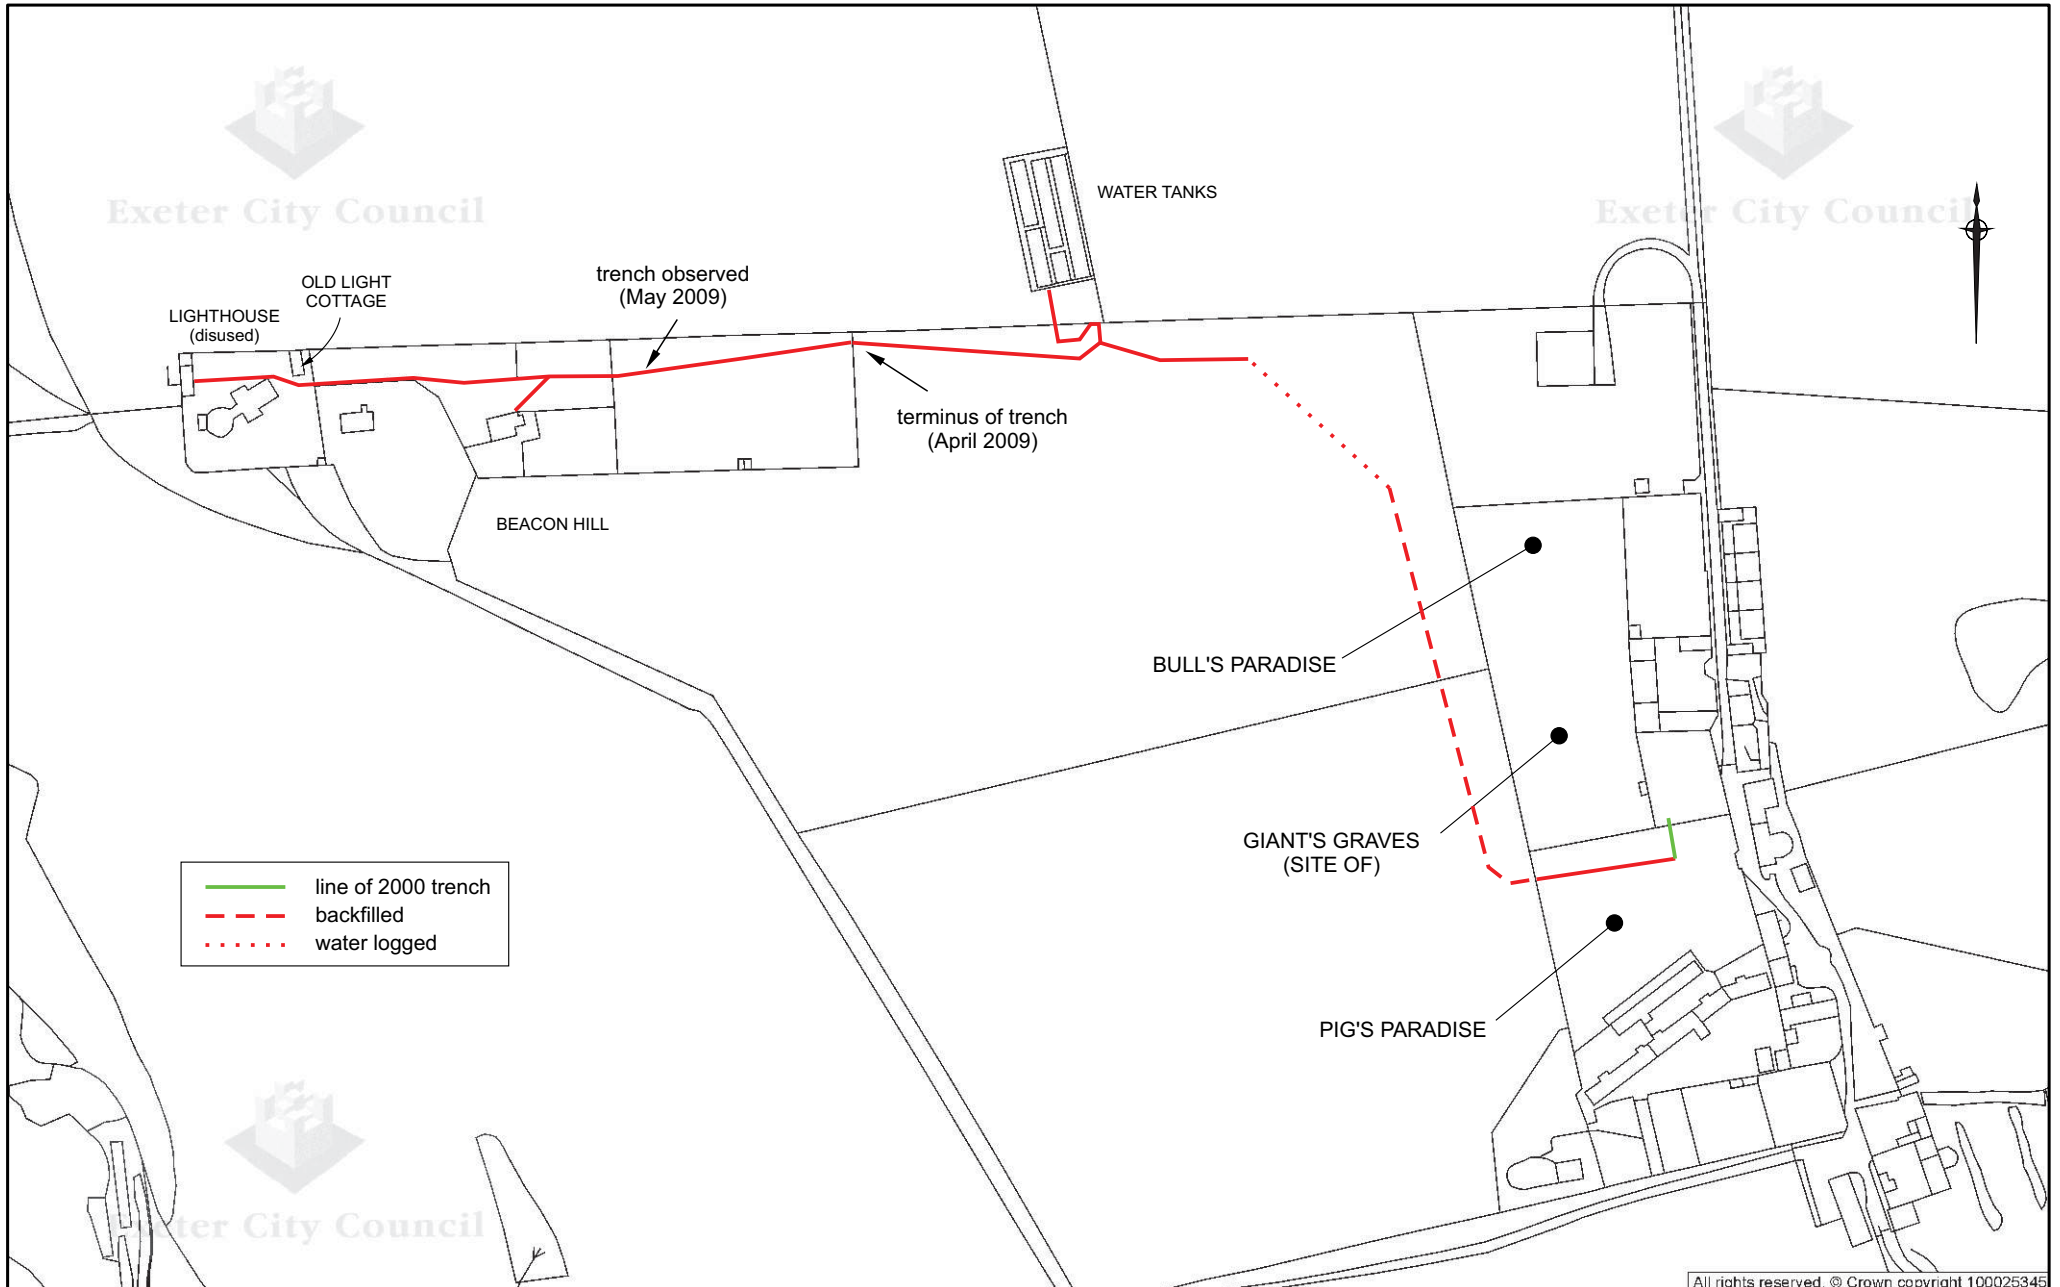 Exeter City Council
Exeter City Council
WATER TANKS
OLD LIGHT
COTTAGE
trench observed
(May 2009)
LIGHTHOUSE
(disused)
terminus of trench
(April 2009)
BEACON HILL
BULL'S PARADISE
GIANT'S GRAVES
(SITE OF)
line of 2000 trench
backfilled
water logged
PIG'S PARADISE
Exeter City Council
All rights reserved. © Crown copyright 100025345